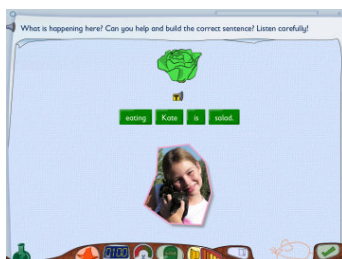 What is happening here? Can you help and build the correct sentence? Listen carefully!
eating Kate is salad.